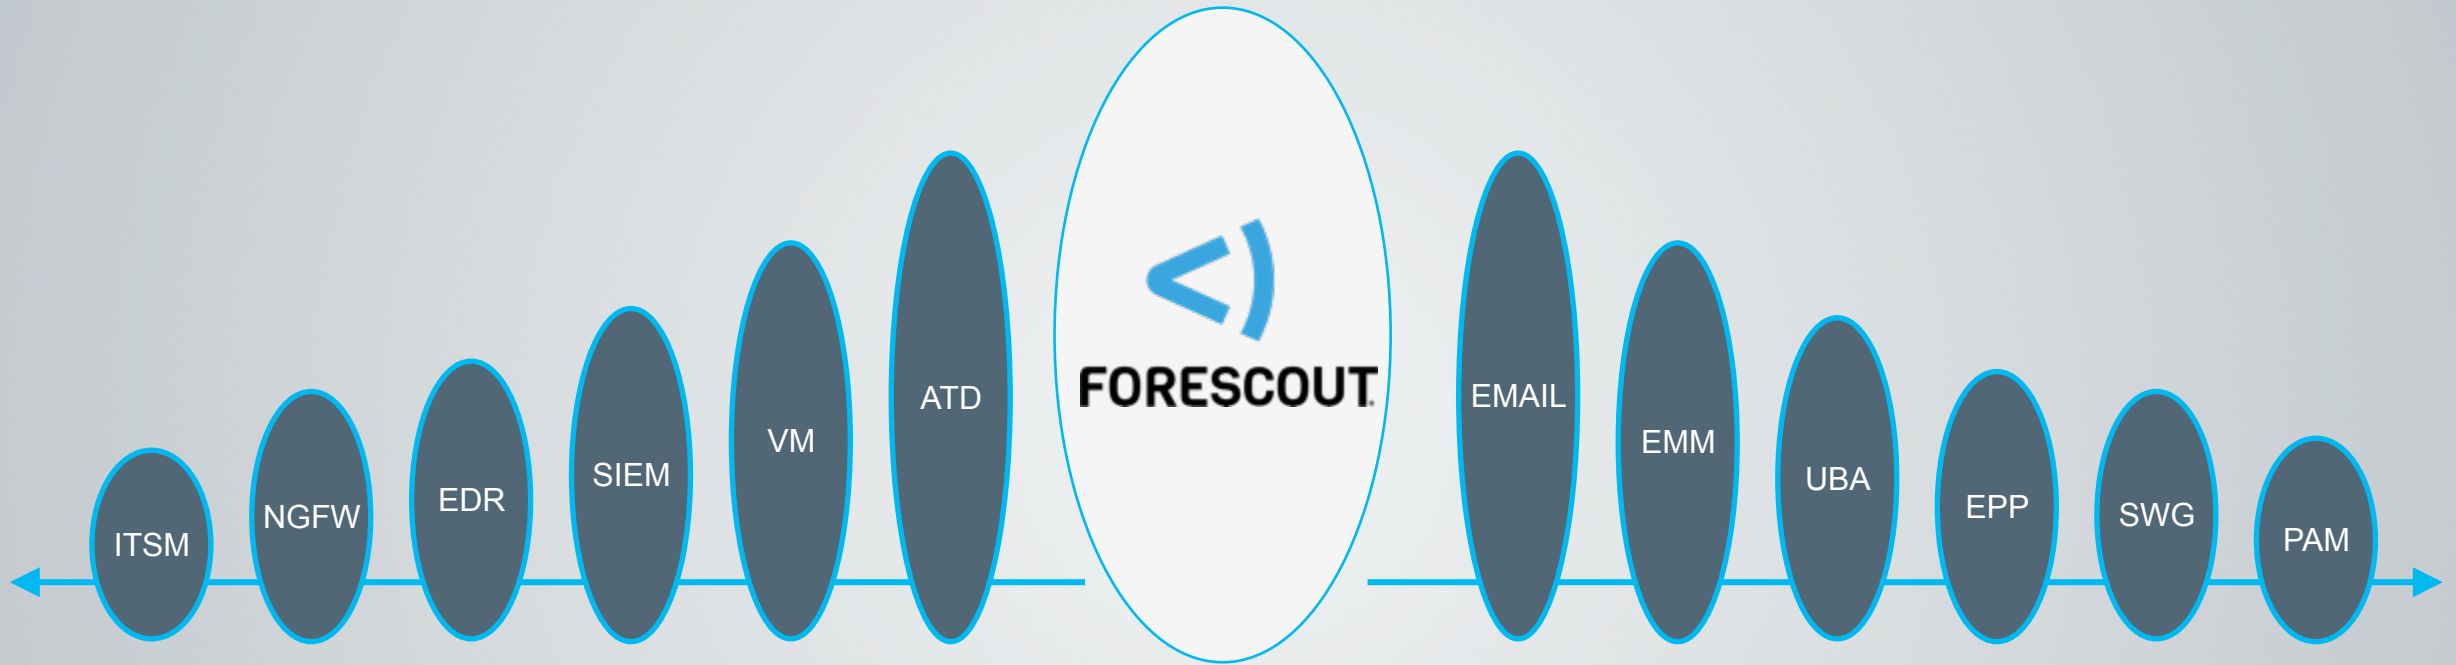 ITSM
NGFW
EDR
SIEM
VM
ATD
FORESCOUT
EMAIL
EMM
UBA
EPP
SWG
PAM